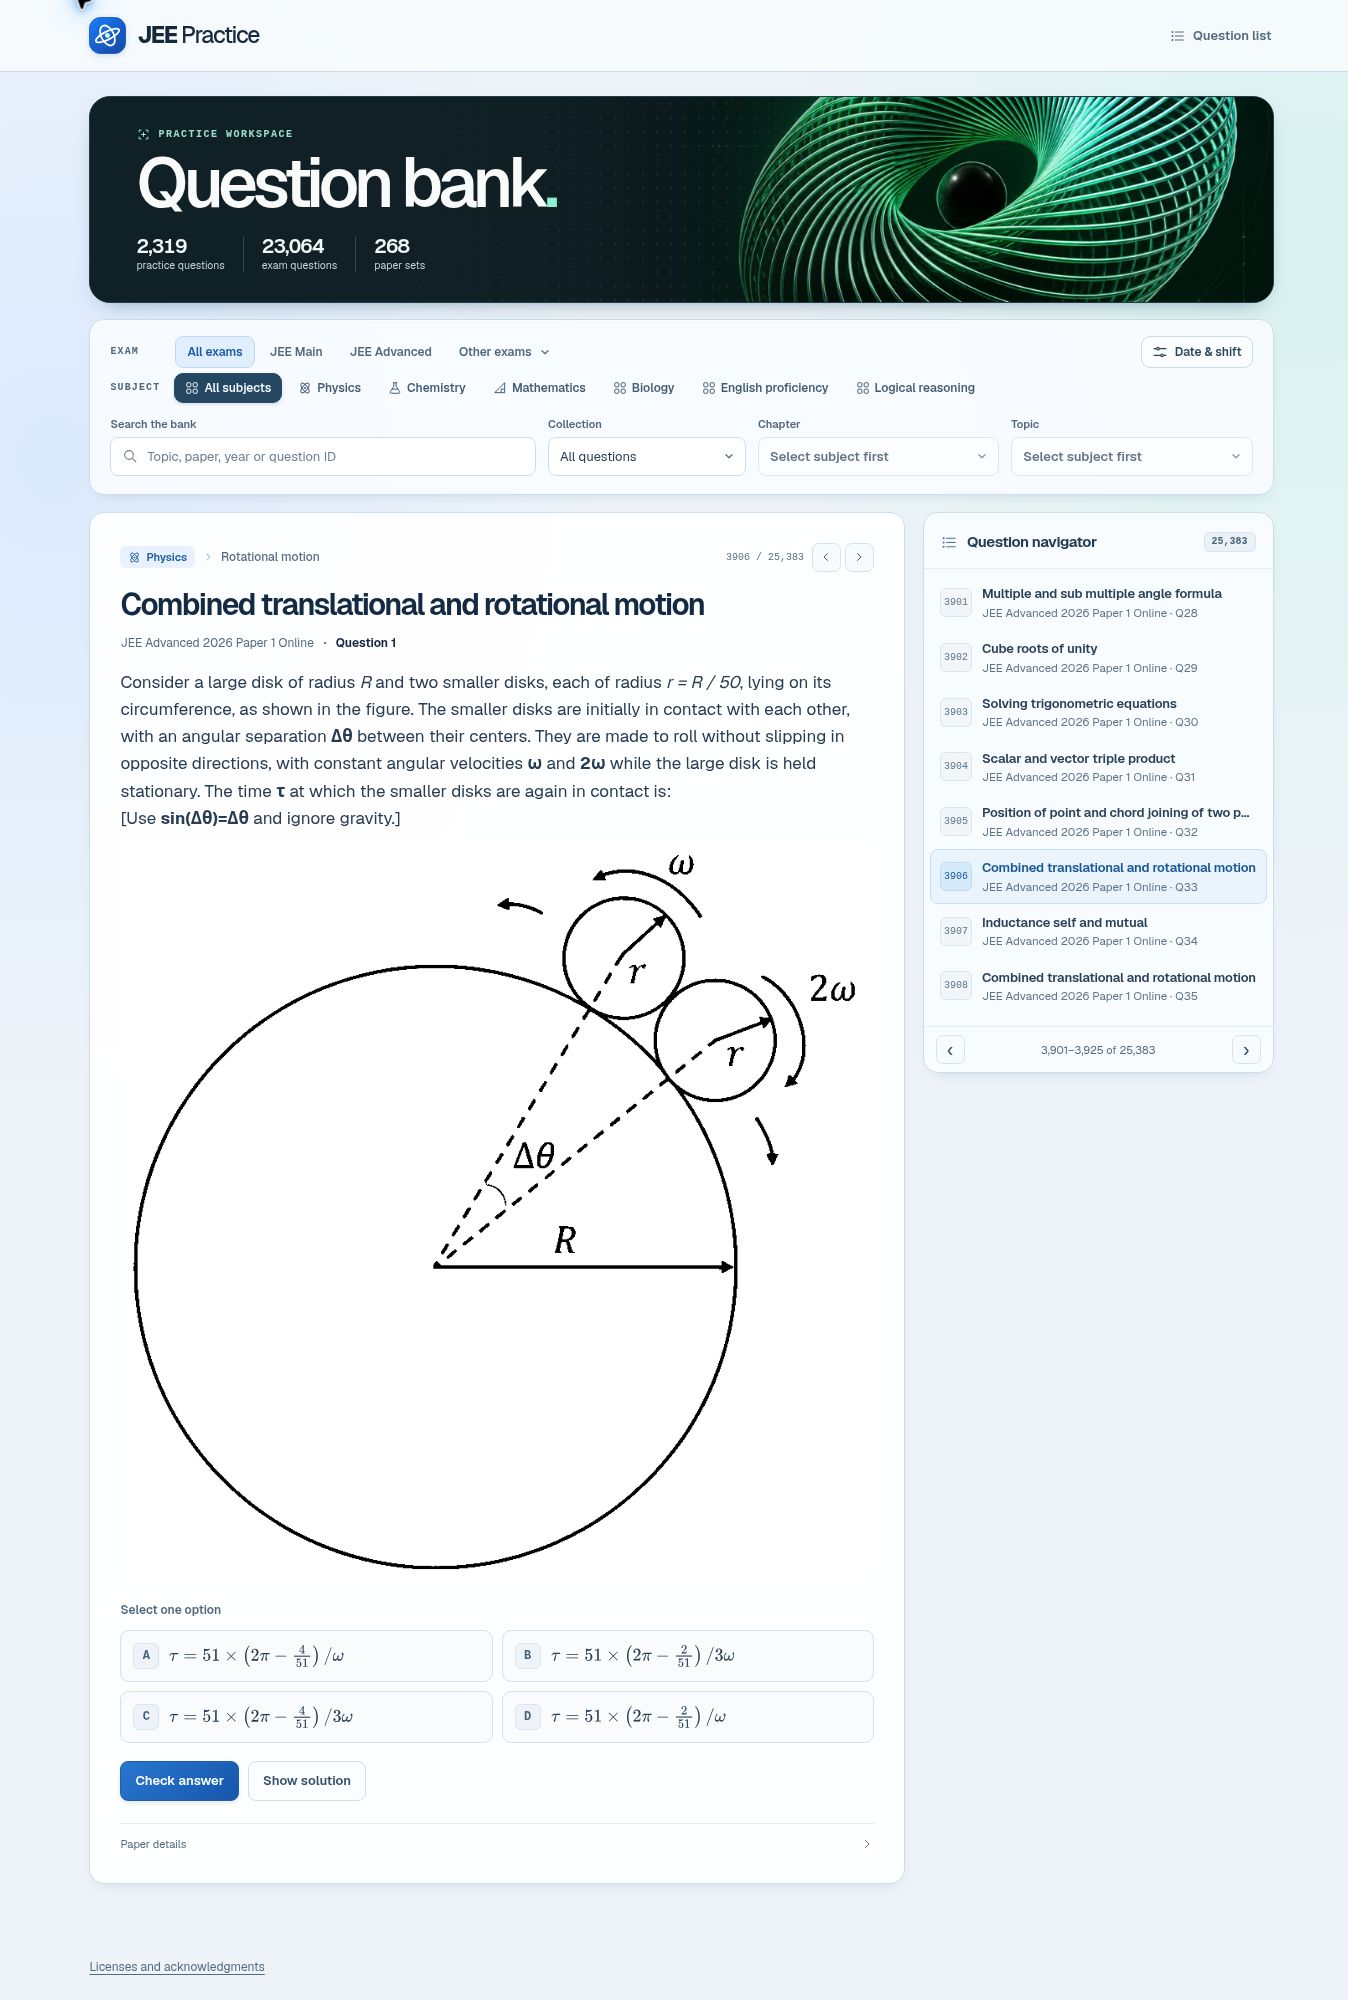 JEE Practice
Question list
PRACTICE WORKSPACE
Question bank.
2,319
practice questions
23,064
exam questions
268
paper sets
EXAM
All exams
JEE Main
JEE Advanced
Other exams
Date & shift
SUBJECT
All subjects
Physics
Chemistry
Mathematics
Biology
English proficiency
Logical reasoning
Search the bank
Topic, paper, year or question ID
Collection
All questions
Chapter
Select subject first
Topic
Select subject first
Physics
Rotational motion
3906 / 25,383
Combined translational and rotational motion
JEE Advanced 2026 Paper 1 Online · Question 1
Consider a large disk of radius R and two smaller disks, each of radius r = R / 50, lying on its
circumference, as shown in the figure. The smaller disks are initially in contact with each other,
with an angular separation Δθ between their centers. They are made to roll without slipping in
opposite directions, with constant angular velocities ω and 2ω while the large disk is held
stationary. The time τ at which the smaller disks are again in contact is:
[Use sin(Δθ)=Δθ and ignore gravity.]
ω
r
2ω
r
Δθ
R
Select one option
A τ = 51 × (2π − 4/51) /ω
B τ = 51 × (2π − 2/51) /3ω
C τ = 51 × (2π − 4/51) /3ω
D τ = 51 × (2π − 2/51) /ω
Check answer
Show solution
Paper details
Question navigator
25,383
3901
Multiple and sub multiple angle formula
JEE Advanced 2026 Paper 1 Online · Q28
3902
Cube roots of unity
JEE Advanced 2026 Paper 1 Online · Q29
3903
Solving trigonometric equations
JEE Advanced 2026 Paper 1 Online · Q30
3904
Scalar and vector triple product
JEE Advanced 2026 Paper 1 Online · Q31
3905
Position of point and chord joining of two p...
JEE Advanced 2026 Paper 1 Online · Q32
3906
Combined translational and rotational motion
JEE Advanced 2026 Paper 1 Online · Q33
3907
Inductance self and mutual
JEE Advanced 2026 Paper 1 Online · Q34
3908
Combined translational and rotational motion
JEE Advanced 2026 Paper 1 Online · Q35
3,901–3,925 of 25,383
Licenses and acknowledgments